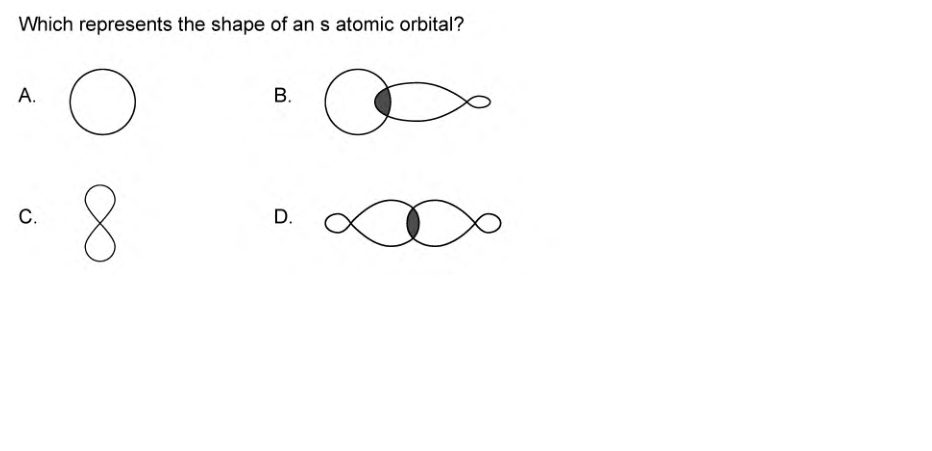 Which represents the shape of an s atomic orbital?
A.
B.
C.
D.